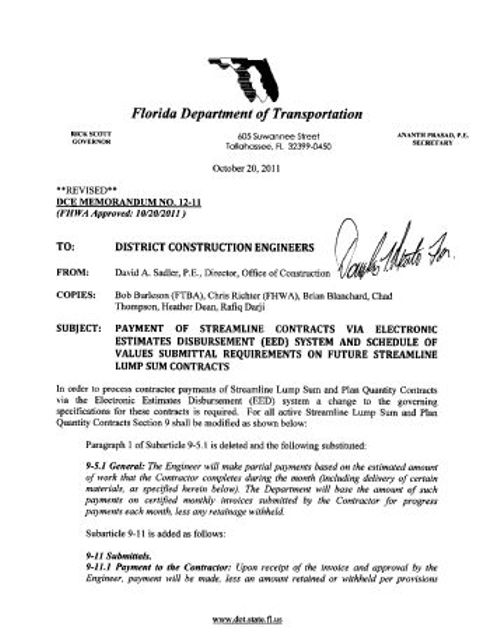 Florida Department of Transportation
RICK SCOTT
GOVERNOR
605 Suwannee Street
Tallahassee, FL 32399-0450
ANANTH PRASAD, P.E.
SECRETARY
October 20, 2011
**REVISED**
DCE MEMORANDUM NO. 12-11
(FHWA Approved: 10/20/2011 )
TO: DISTRICT CONSTRUCTION ENGINEERS
FROM: David A. Sadler, P.E., Director, Office of Construction
COPIES: Bob Burleson (FTBA), Chris Richter (FHWA), Brian Blanchard, Chad
Thompson, Heather Dean, Rafiq Darji
SUBJECT: PAYMENT OF STREAMLINE CONTRACTS VIA ELECTRONIC
ESTIMATES DISBURSEMENT (EED) SYSTEM AND SCHEDULE OF
VALUES SUBMITTAL REQUIREMENTS ON FUTURE STREAMLINE
LUMP SUM CONTRACTS
In order to process contractor payments of Streamline Lump Sum and Plan Quantity Contracts
via the Electronic Estimates Disbursement (EED) system a change to the governing
specifications for these contracts is required. For all active Streamline Lump Sum and Plan
Quantity Contracts Section 9 shall be modified as shown below:
Paragraph 1 of Subarticle 9-5.1 is deleted and the following substituted:
9-5.1 General: The Engineer will make partial payments based on the estimated amount
of work that the Contractor completes during the month (including delivery of certain
materials, as specified herein below). The Department will base the amount of such
payments on certified monthly invoices submitted by the Contractor for progress
payments each month, less any retainage withheld.
Subarticle 9-11 is added as follows:
9-11 Submittals.
9-11.1 Payment to the Contractor: Upon receipt of the invoice and approval by the
Engineer, payment will be made, less an amount retained or withheld per provisions
www.dot.state.fl.us